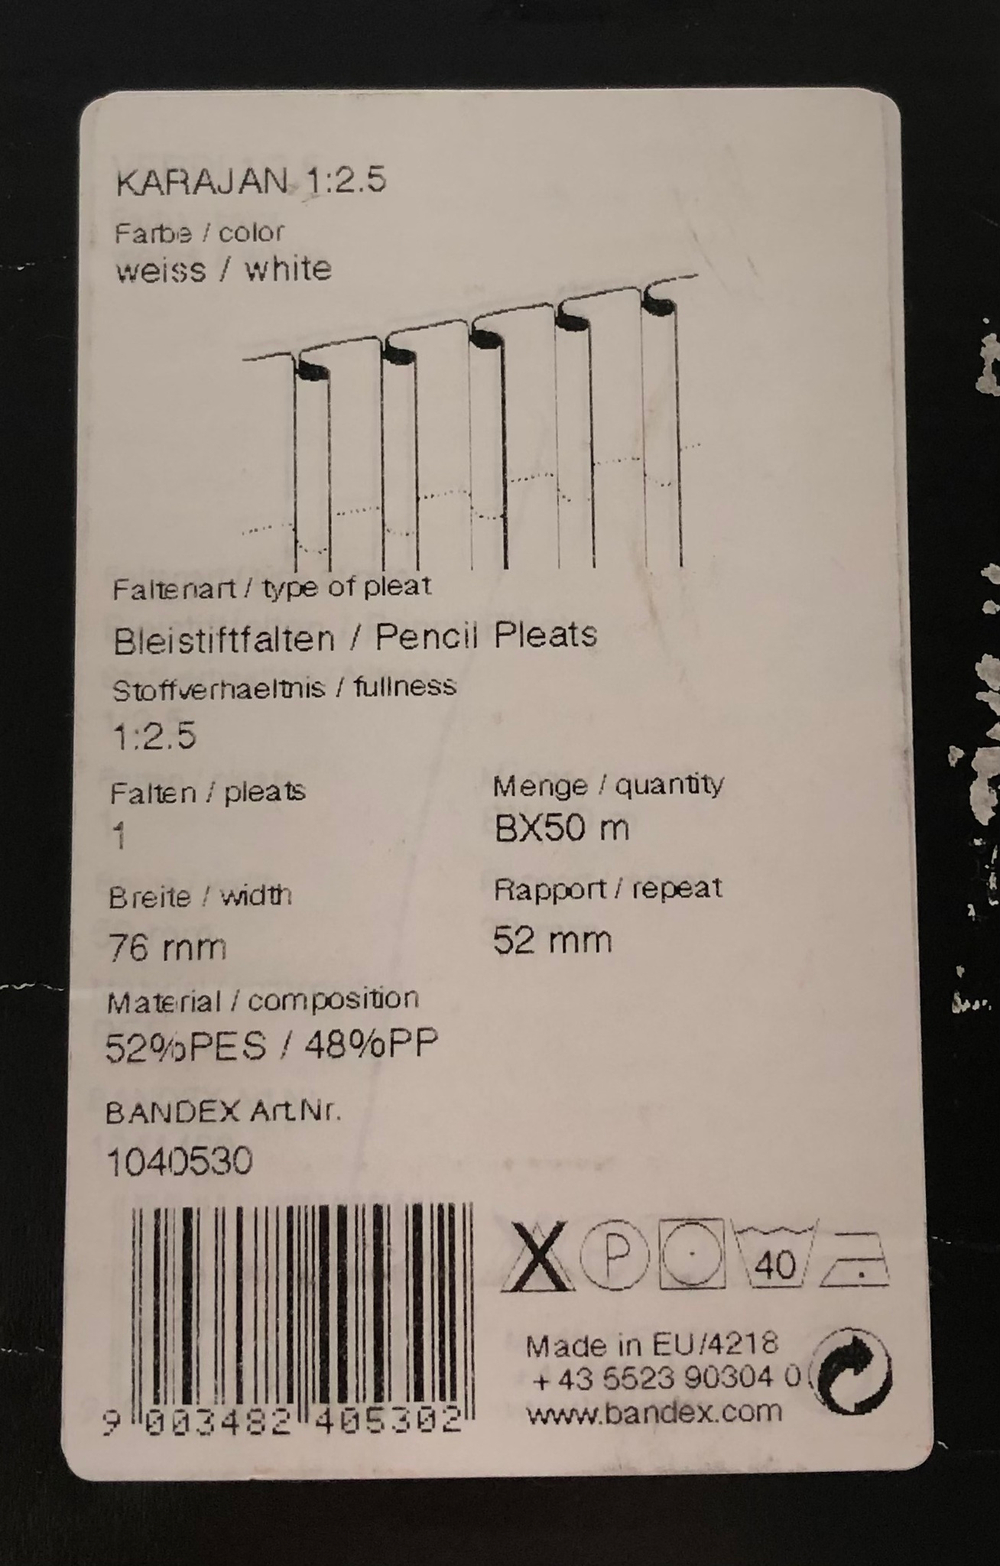 KARAJAN 1:2.5
Farbe / color
weiss / white
Faltenart / type of pleat
Bleistiftfalten / Pencil Pleats
Stoffverhaeltnis / fullness
1:2.5
Falten / pleats
1
Menge / quantity
BX50 m
Breite / width
76 mm
Rapport / repeat
52 mm
Material / composition
52%PES / 48%PP
BANDEX Art.Nr.
1040530
P
40
Made in EU/4218
+ 43 5523 90304 0
www.bandex.com
9 003482 405302